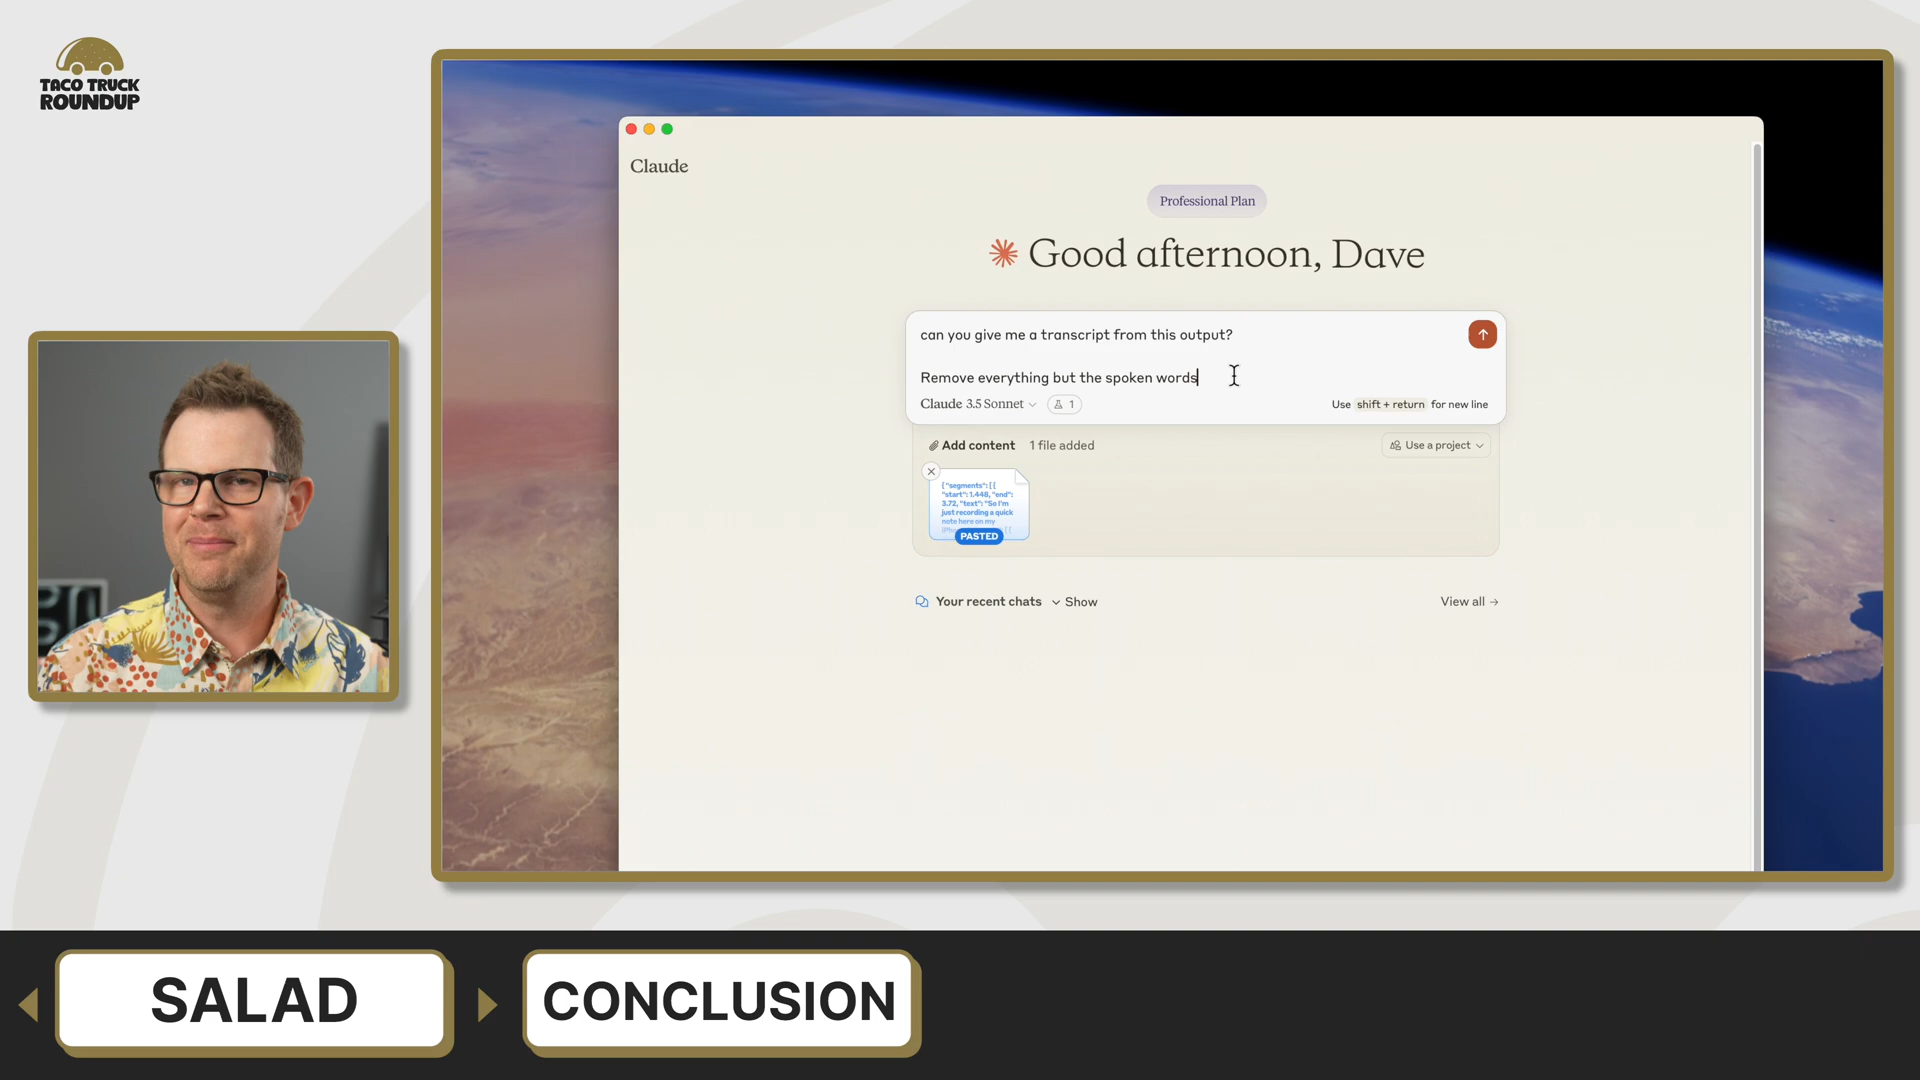 TACO TRUCK
ROUNDUP
Claude
Professional Plan
Good afternoon, Dave
can you give me a transcript from this output?
Remove everything but the spoken words
Claude 3.5 Sonnet
1
Use shift + return for new line
Add content 1 file added
Use a project
{"segments":[{
"start": 1.448, "end":
3.72, "text": "So I'm
just recording a quick
note here on my
PASTED
Your recent chats Show
View all →
SALAD
CONCLUSION